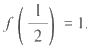 f ( 1/2 ) = 1.